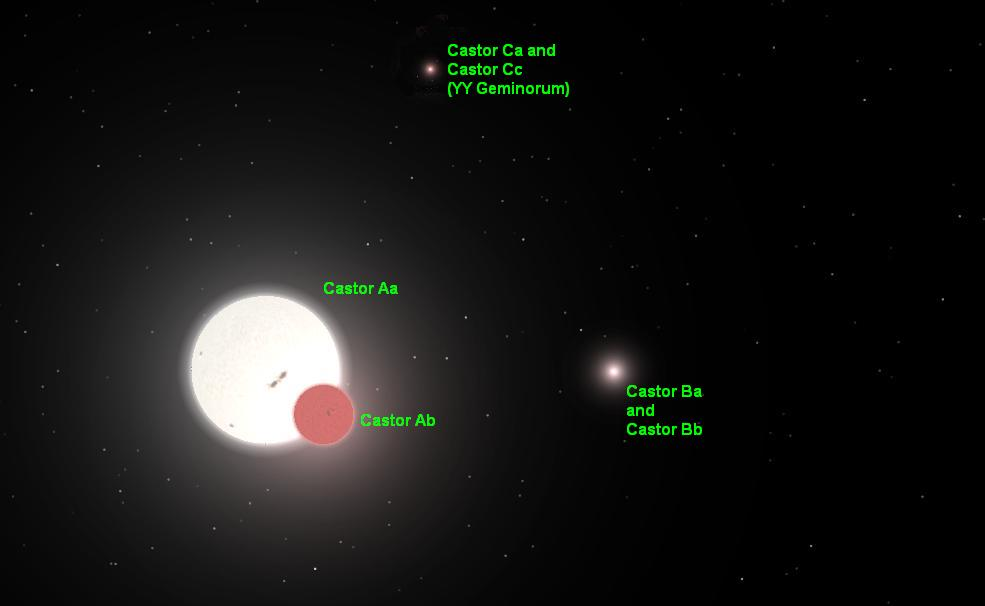 Castor Ca and
Castor Cc
(YY Geminorum)
Castor Aa
Castor Ba
and
Castor Bb
Castor Ab